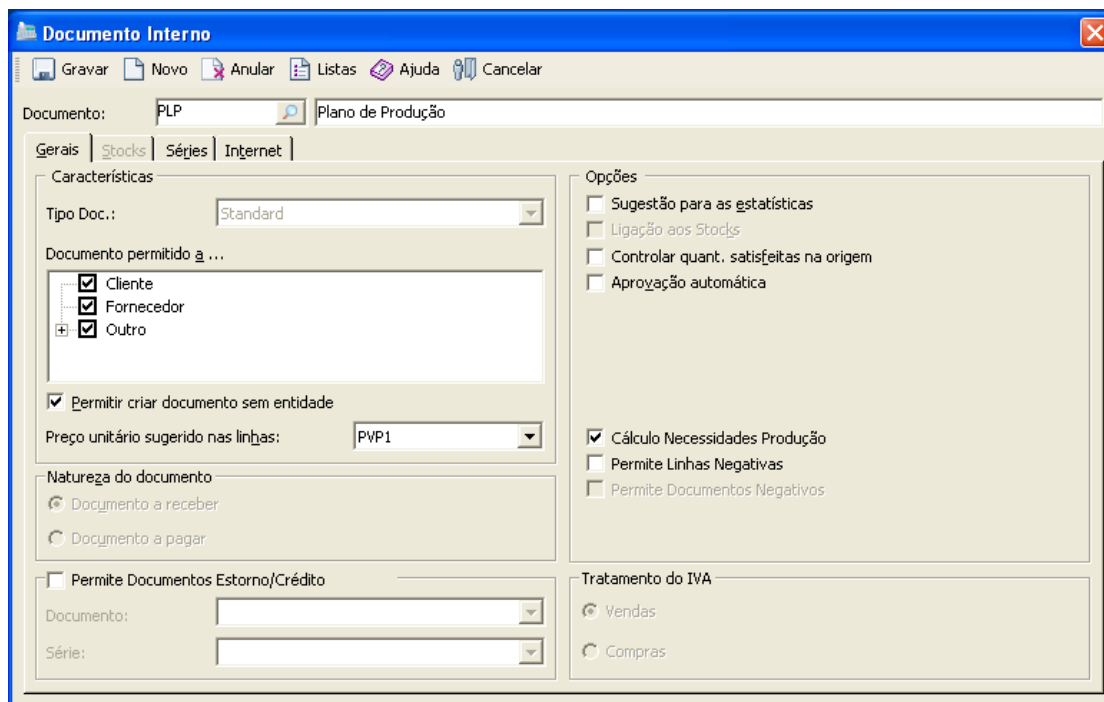 Documento Interno
Gravar Novo Anular Listas Ajuda Cancelar
Documento: PLP Plano de Produção
Gerais Stocks Séries Internet
Características
Tipo Doc.: Standard
Documento permitido a ...
Cliente
Fornecedor
Outro
Permitir criar documento sem entidade
Preço unitário sugerido nas linhas: PVP1
Natureza do documento
Documento a receber
Documento a pagar
Permite Documentos Estorno/Crédito
Documento:
Série:
Opções
Sugestão para as estatísticas
Ligação aos Stocks
Controlar quant. satisfeitas na origem
Aprovação automática
Cálculo Necessidades Produção
Permite Linhas Negativas
Permite Documentos Negativos
Tratamento do IVA
Vendas
Compras